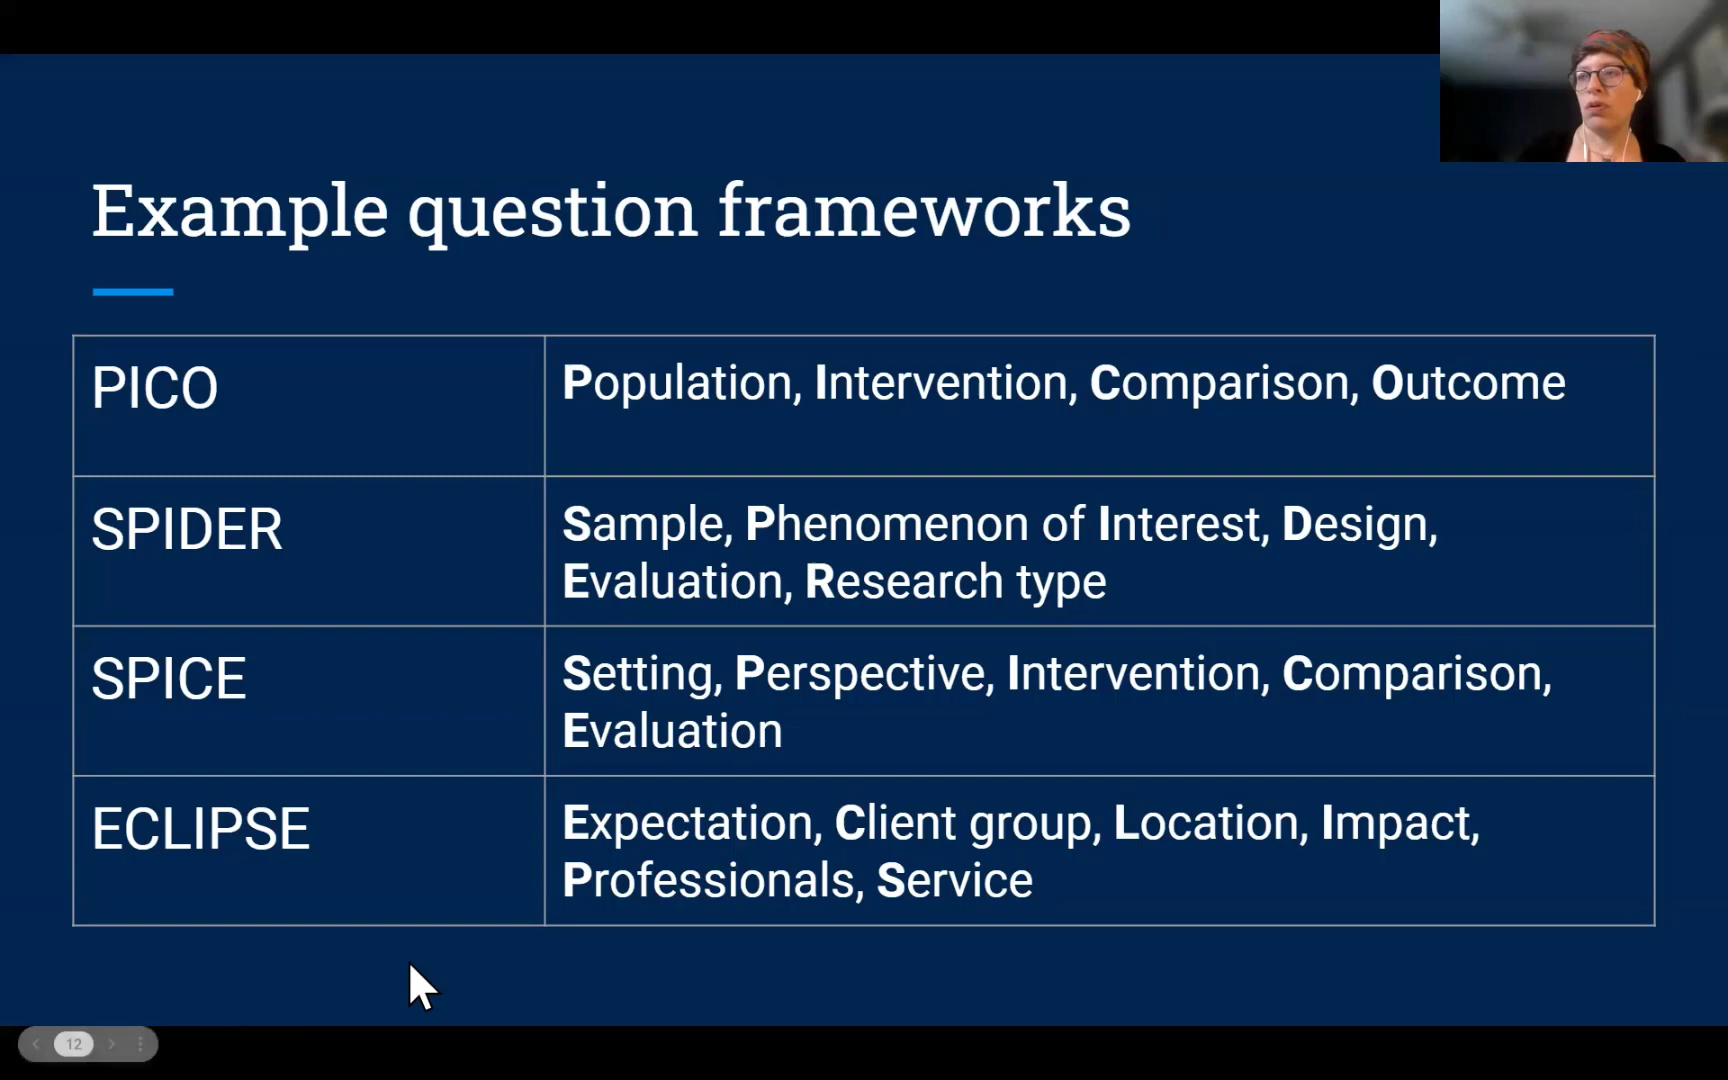 Example question frameworks
PICO
Population, Intervention, Comparison, Outcome
SPIDER
Sample, Phenomenon of Interest, Design,
Evaluation, Research type
SPICE
Setting, Perspective, Intervention, Comparison,
Evaluation
ECLIPSE
Expectation, Client group, Location, Impact,
Professionals, Service
12